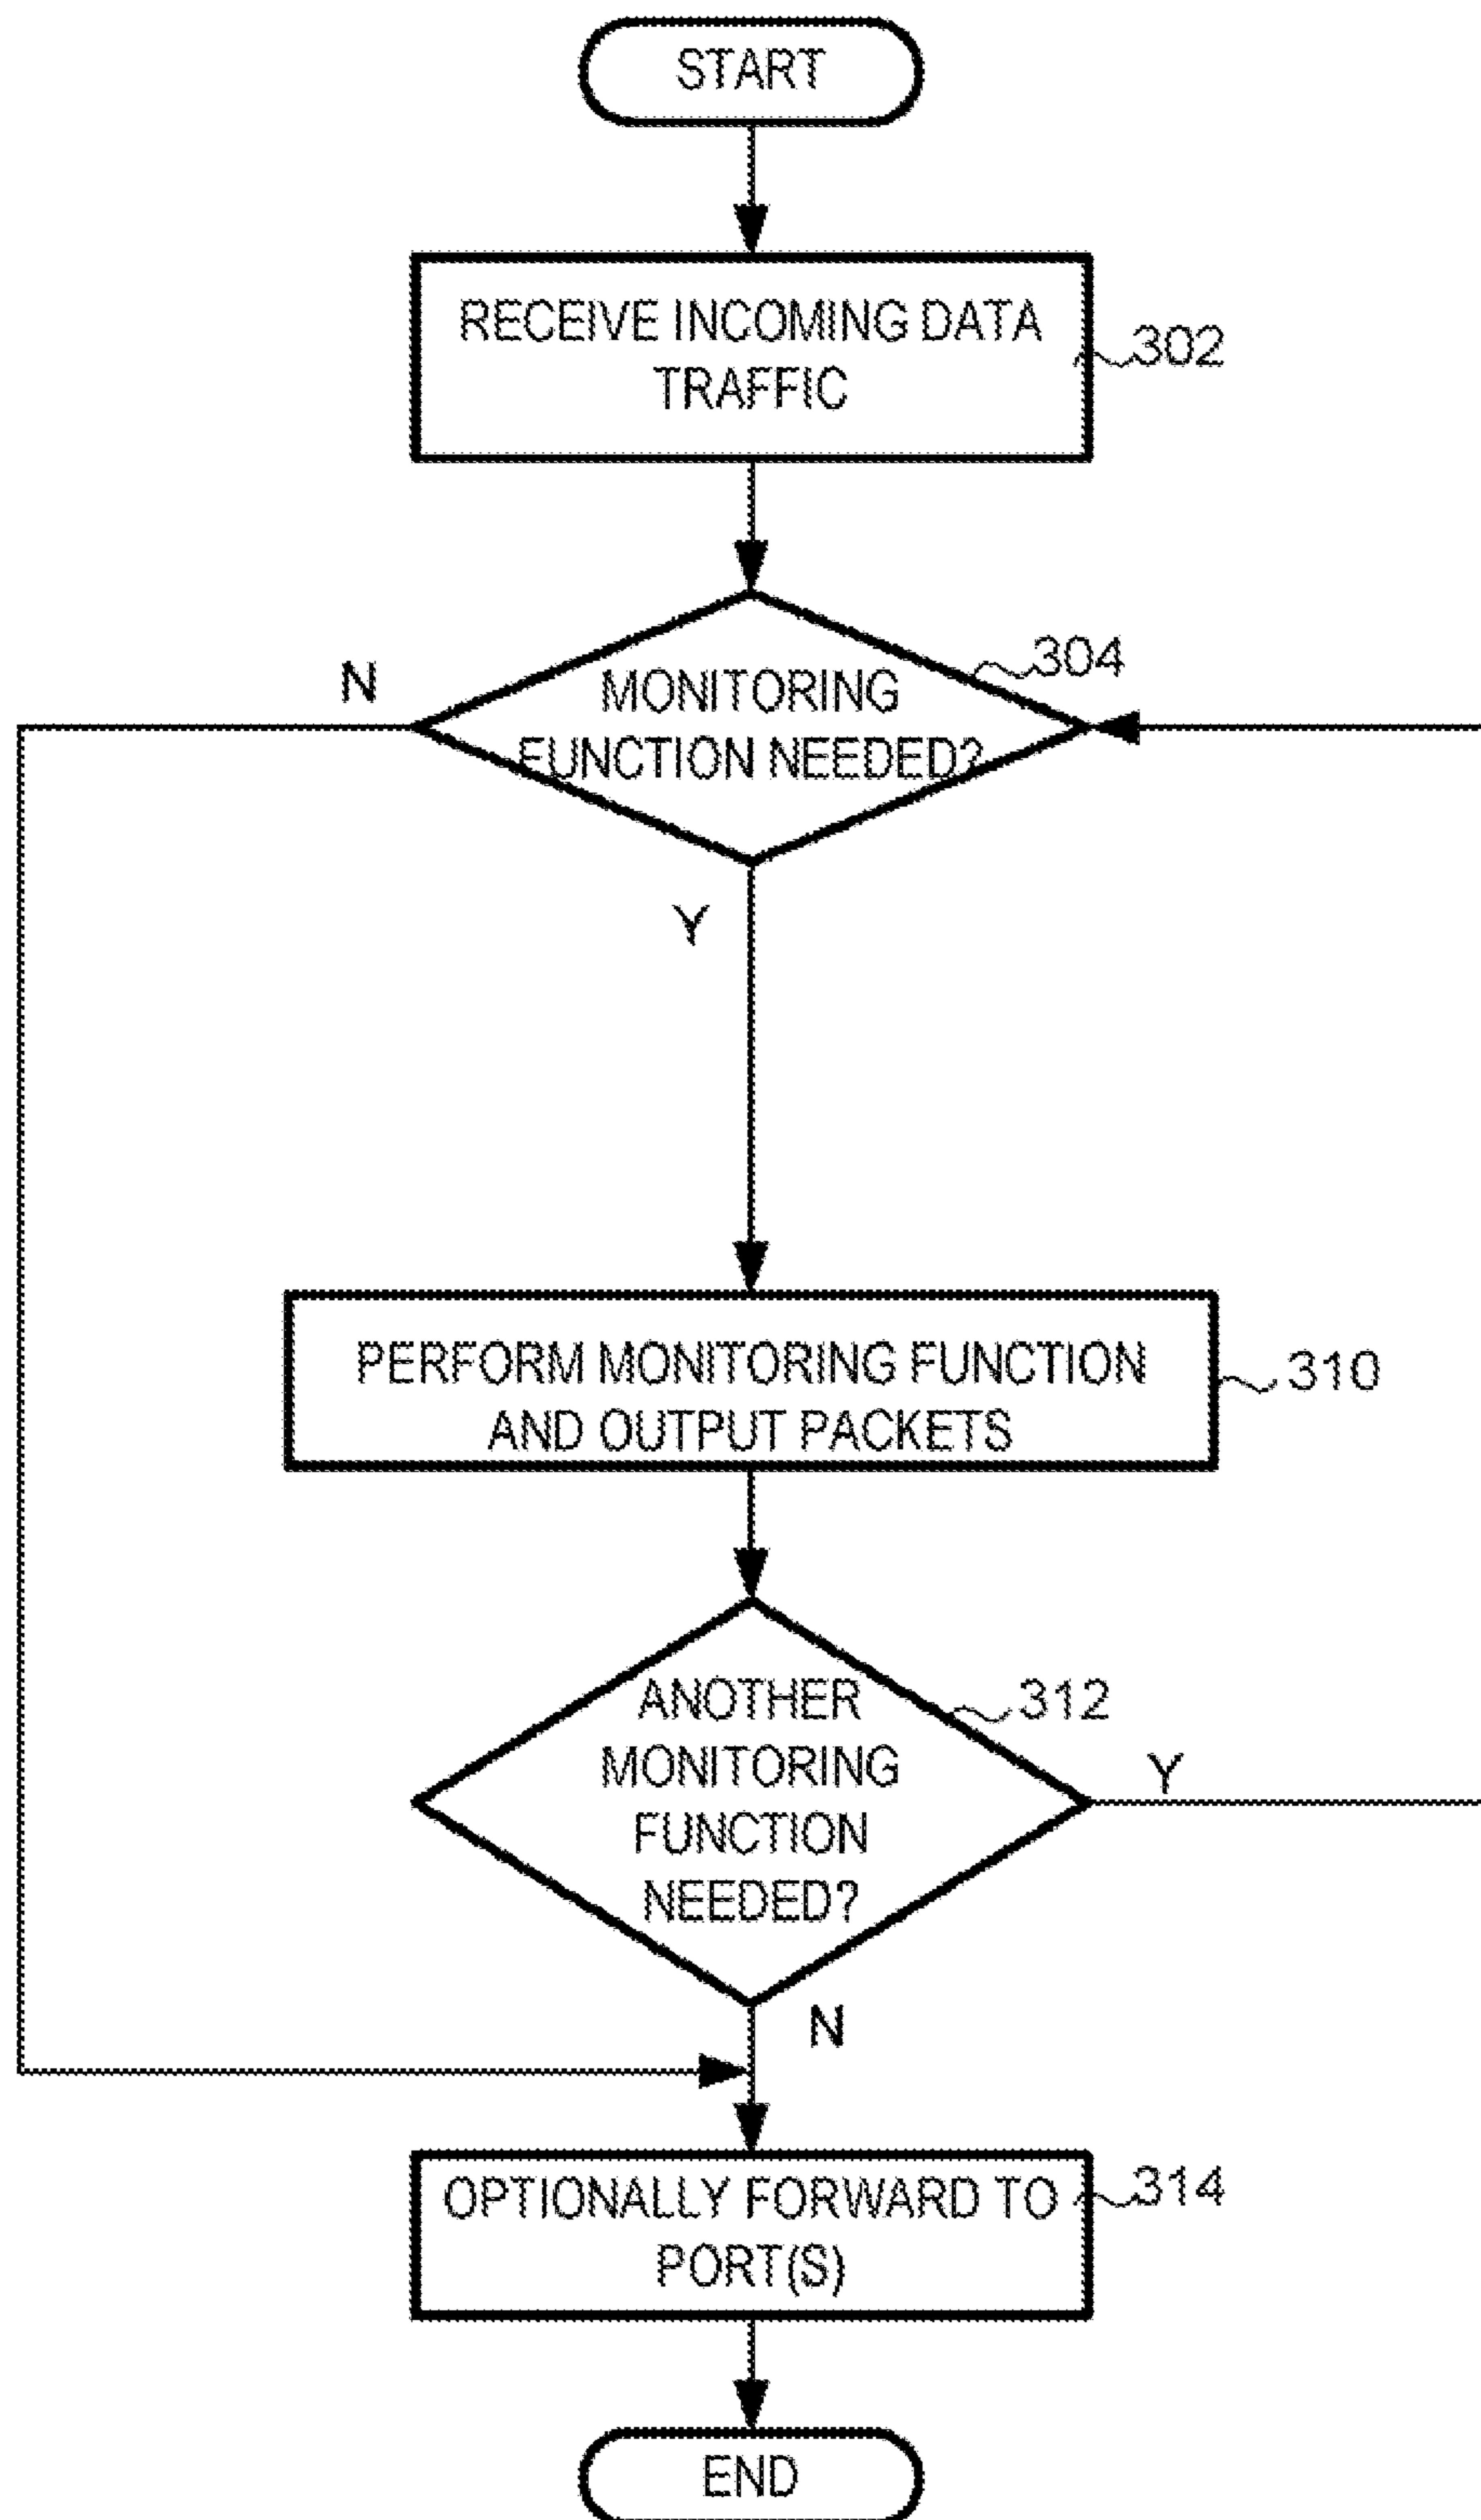 START
RECEIVE INCOMING DATA
TRAFFIC
302
304
N
MONITORING
FUNCTION NEEDED?
Y
PERFORM MONITORING FUNCTION
AND OUTPUT PACKETS
310
ANOTHER
MONITORING
FUNCTION
NEEDED?
312
Y
N
OPTIONALLY FORWARD TO
PORT(S)
314
END